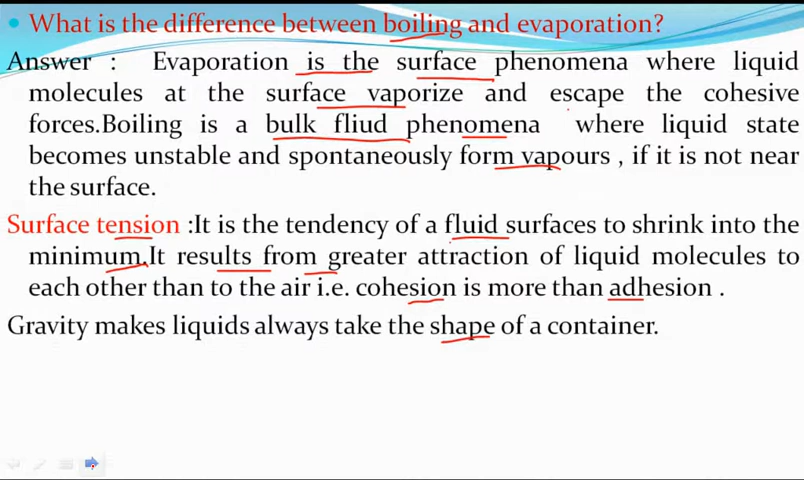 What is the difference between boiling and evaporation?
Answer : Evaporation is the surface phenomena where liquid
molecules at the surface vaporize and escape the cohesive
forces.Boiling is a bulk fliud phenomena where liquid state
becomes unstable and spontaneously form vapours , if it is not near
the surface.
Surface tension :It is the tendency of a fluid surfaces to shrink into the
minimum.It results from greater attraction of liquid molecules to
each other than to the air i.e. cohesion is more than adhesion .
Gravity makes liquids always take the shape of a container.